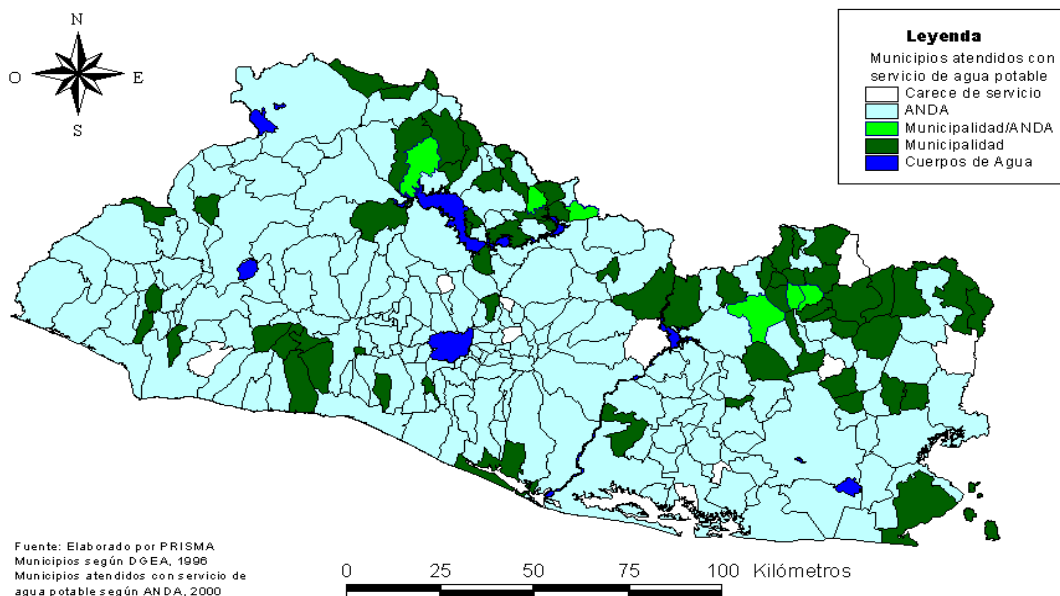 N
O
E
S
Leyenda
Municipios atendidos con
servicio de agua potable
Carece de servicio
ANDA
Municipalidad/ANDA
Municipalidad
Cuerpos de Agua
Fuente: Elaborado por PRISMA
Municipios según DGEA, 1996
Municipios atendidos con servicio de
agua potable según ANDA, 2000
0 25 50 75 100 Kilómetros